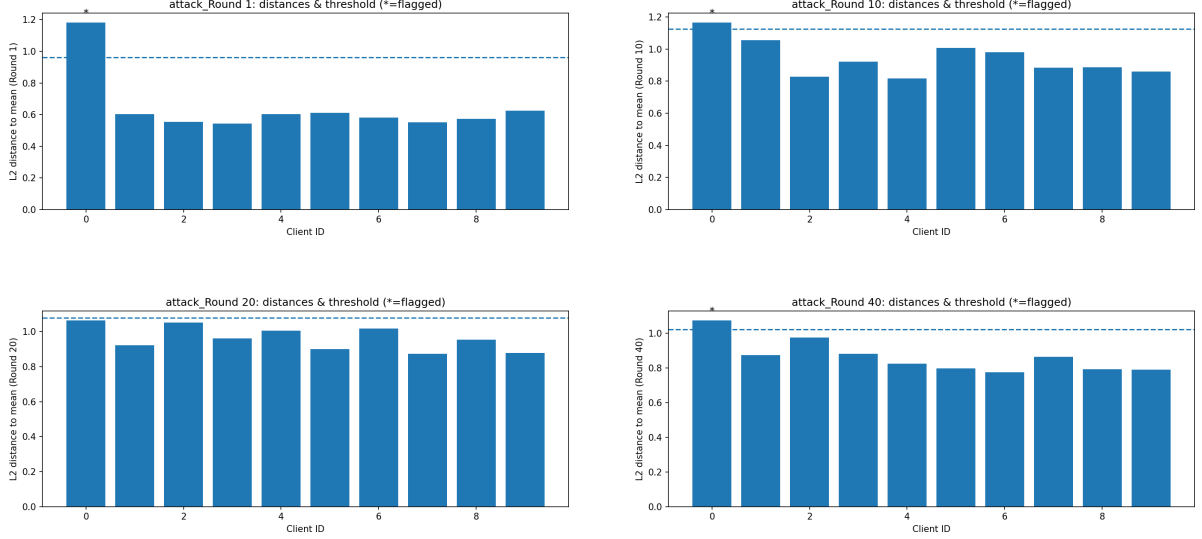 attack_Round 1: distances & threshold (*=flagged)
*
L2 distance to mean (Round 1)
1.2
1.0
0.8
0.6
0.4
0.2
0.0
0 2 4 6 8
Client ID
attack_Round 10: distances & threshold (*=flagged)
*
L2 distance to mean (Round 10)
1.2
1.0
0.8
0.6
0.4
0.2
0.0
0 2 4 6 8
Client ID
attack_Round 20: distances & threshold (*=flagged)
L2 distance to mean (Round 20)
1.0
0.8
0.6
0.4
0.2
0.0
0 2 4 6 8
Client ID
attack_Round 40: distances & threshold (*=flagged)
*
L2 distance to mean (Round 40)
1.0
0.8
0.6
0.4
0.2
0.0
0 2 4 6 8
Client ID